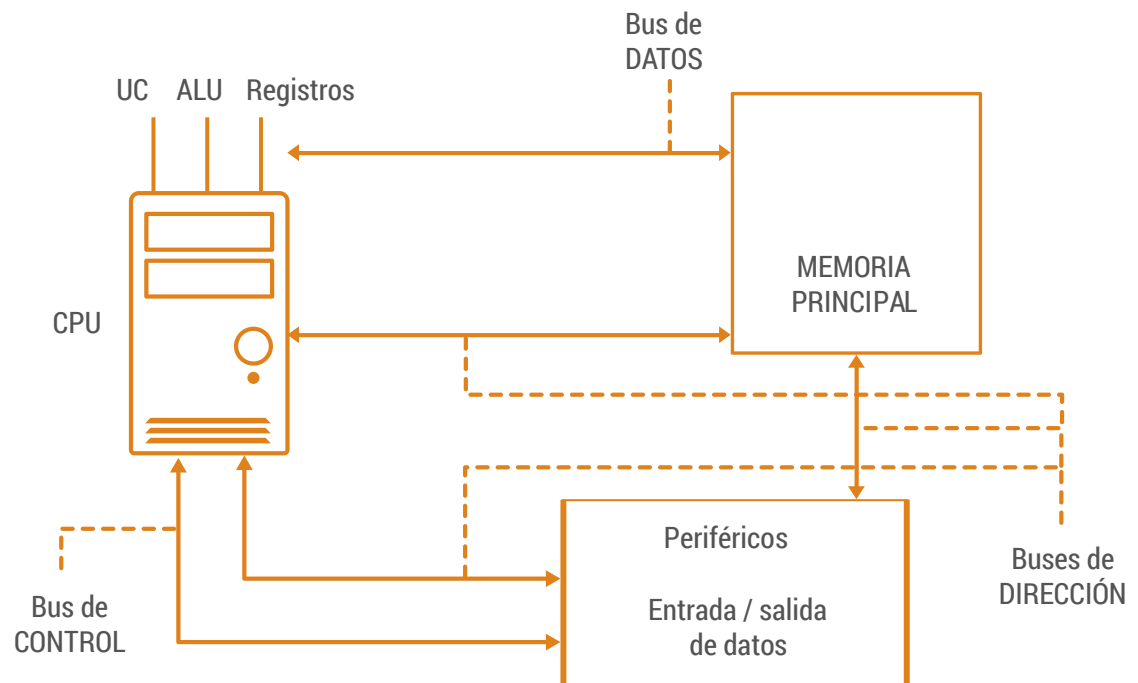 Bus de
DATOS
UC ALU Registros
MEMORIA
PRINCIPAL
CPU
Periféricos
Entrada / salida
de datos
Buses de
DIRECCIÓN
Bus de
CONTROL